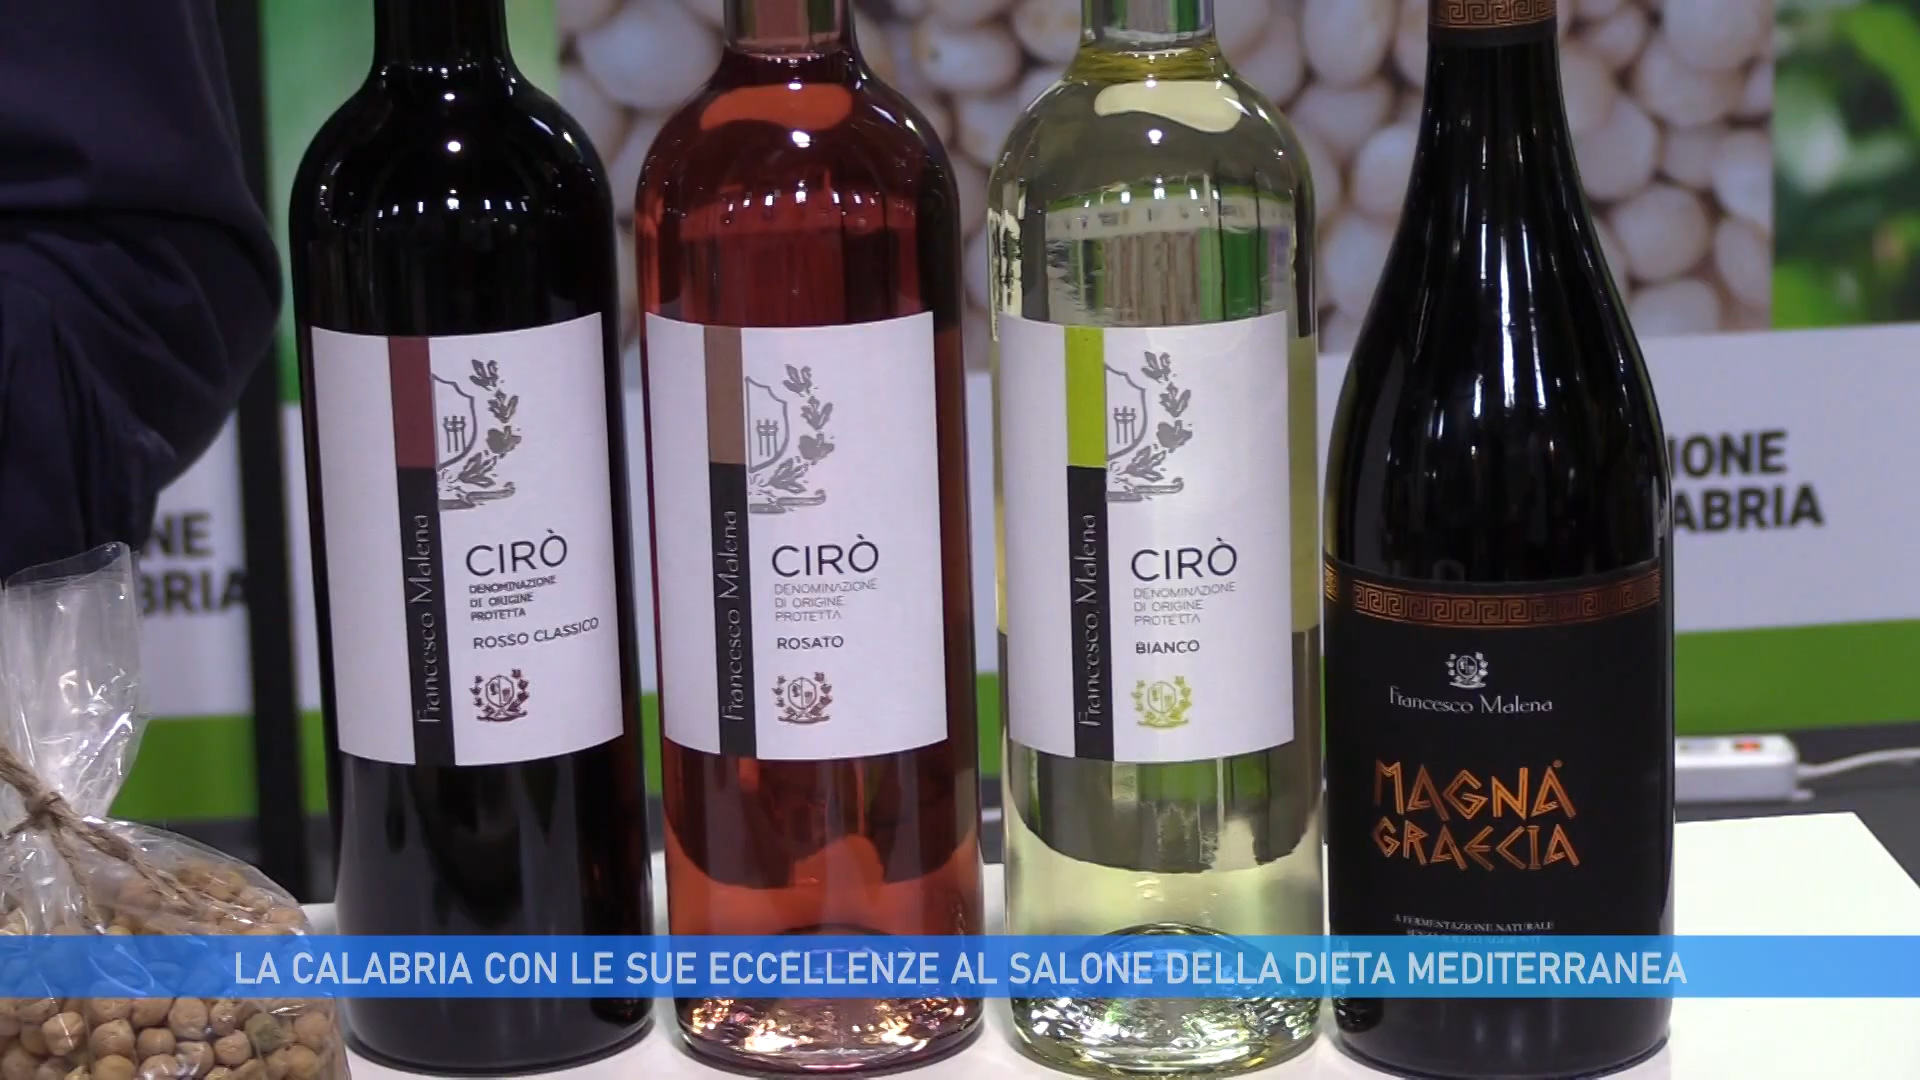 Francesco Malena
CIRÒ
DENOMINAZIONE
DI ORIGINE
PROTETTA
ROSSO CLASSICO
Francesco Malena
CIRÒ
DENOMINAZIONE
DI ORIGINE
PROTETTA
ROSATO
Francesco Malena
CIRÒ
DENOMINAZIONE
DI ORIGINE
PROTETTA
BIANCO
Francesco Malena
MAGNA
GRAECIA
A FERMENTAZIONE NATURALE
NE
BRIA
IONE
ABRIA
LA CALABRIA CON LE SUE ECCELLENZE AL SALONE DELLA DIETA MEDITERRANEA